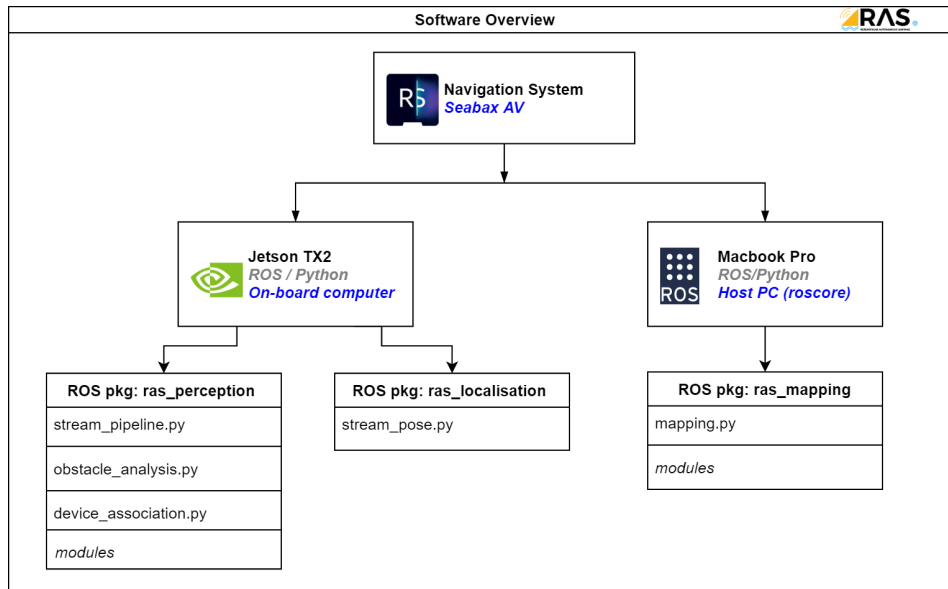 Software Overview
RAS.
RS
Navigation System
Seabax AV
Jetson TX2
ROS / Python
On-board computer
ROS
Macbook Pro
ROS/Python
Host PC (roscore)
ROS pkg: ras_perception
stream_pipeline.py
obstacle_analysis.py
device_association.py
modules
ROS pkg: ras_localisation
stream_pose.py
ROS pkg: ras_mapping
mapping.py
modules